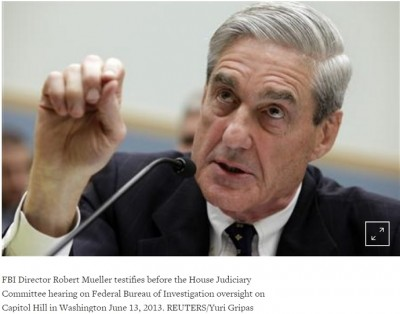 FBI Director Robert Mueller testifies before the House Judiciary
Committee hearing on Federal Bureau of Investigation oversight on
Capitol Hill in Washington June 13, 2013. REUTERS/Yuri Gripas